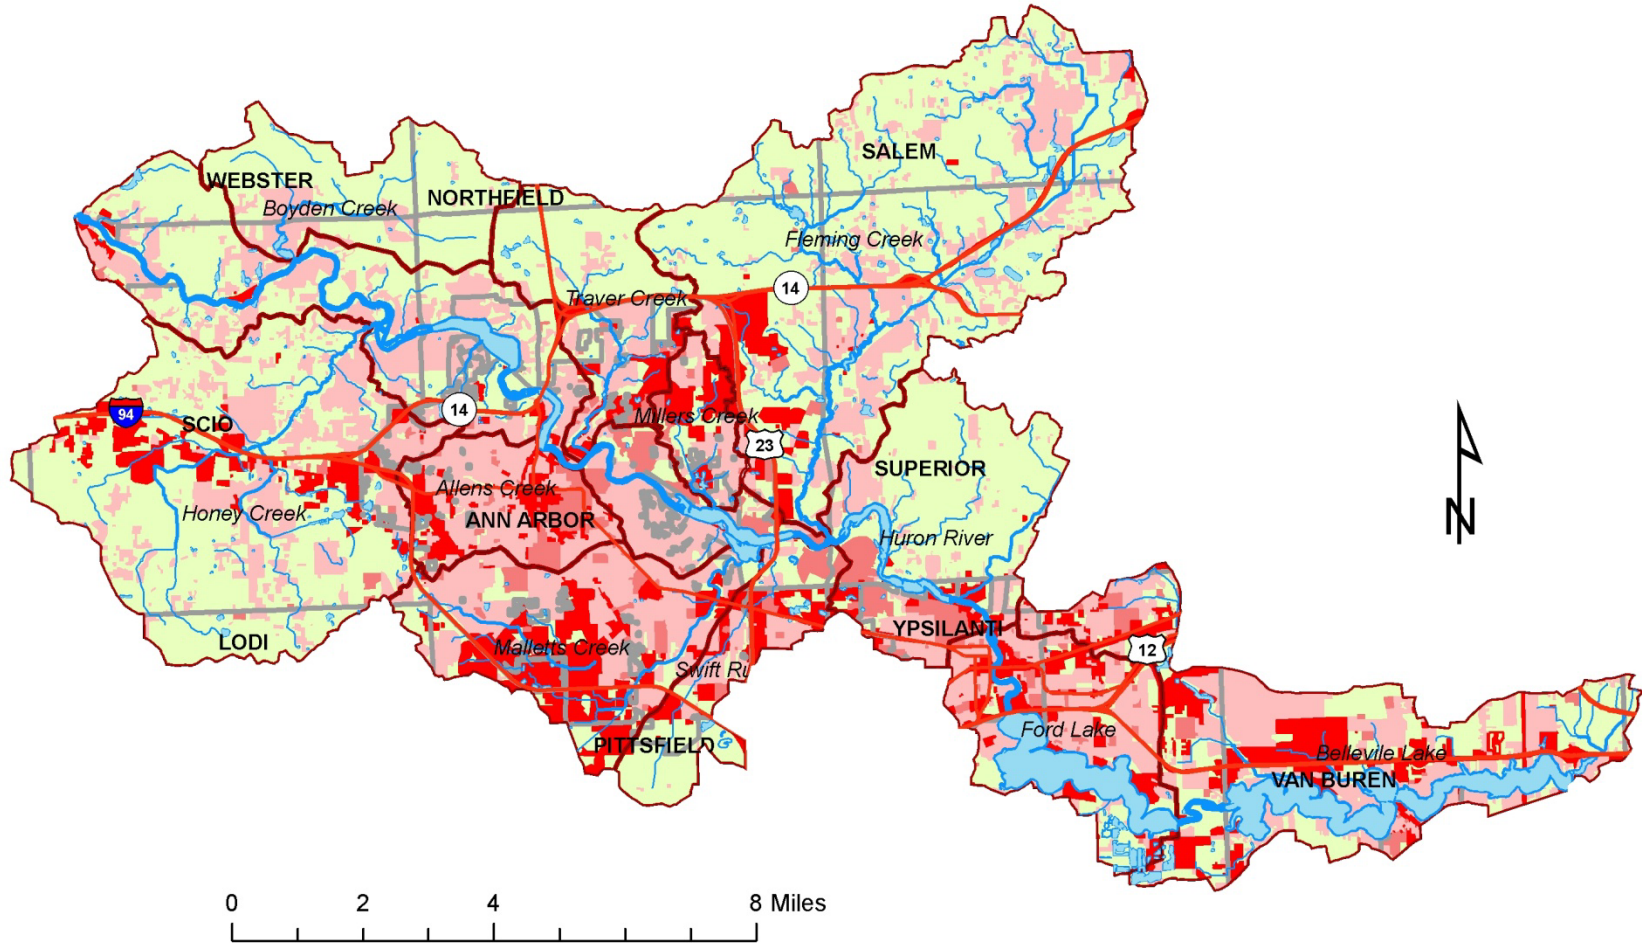 SALEM
WEBSTER
NORTHFIELD
Boyden Creek
Fleming Creek
14
Traver Creek
94
14
SCIO
Millers Creek
23
SUPERIOR
Allens Creek
Honey Creek
ANN ARBOR
Huron River
LODI
YPSILANTI
Malletts Creek
12
Swift Ru
Ford Lake
PITTSFIELD
Bellevile Lake
VAN BUREN
N
0 2 4 8 Miles